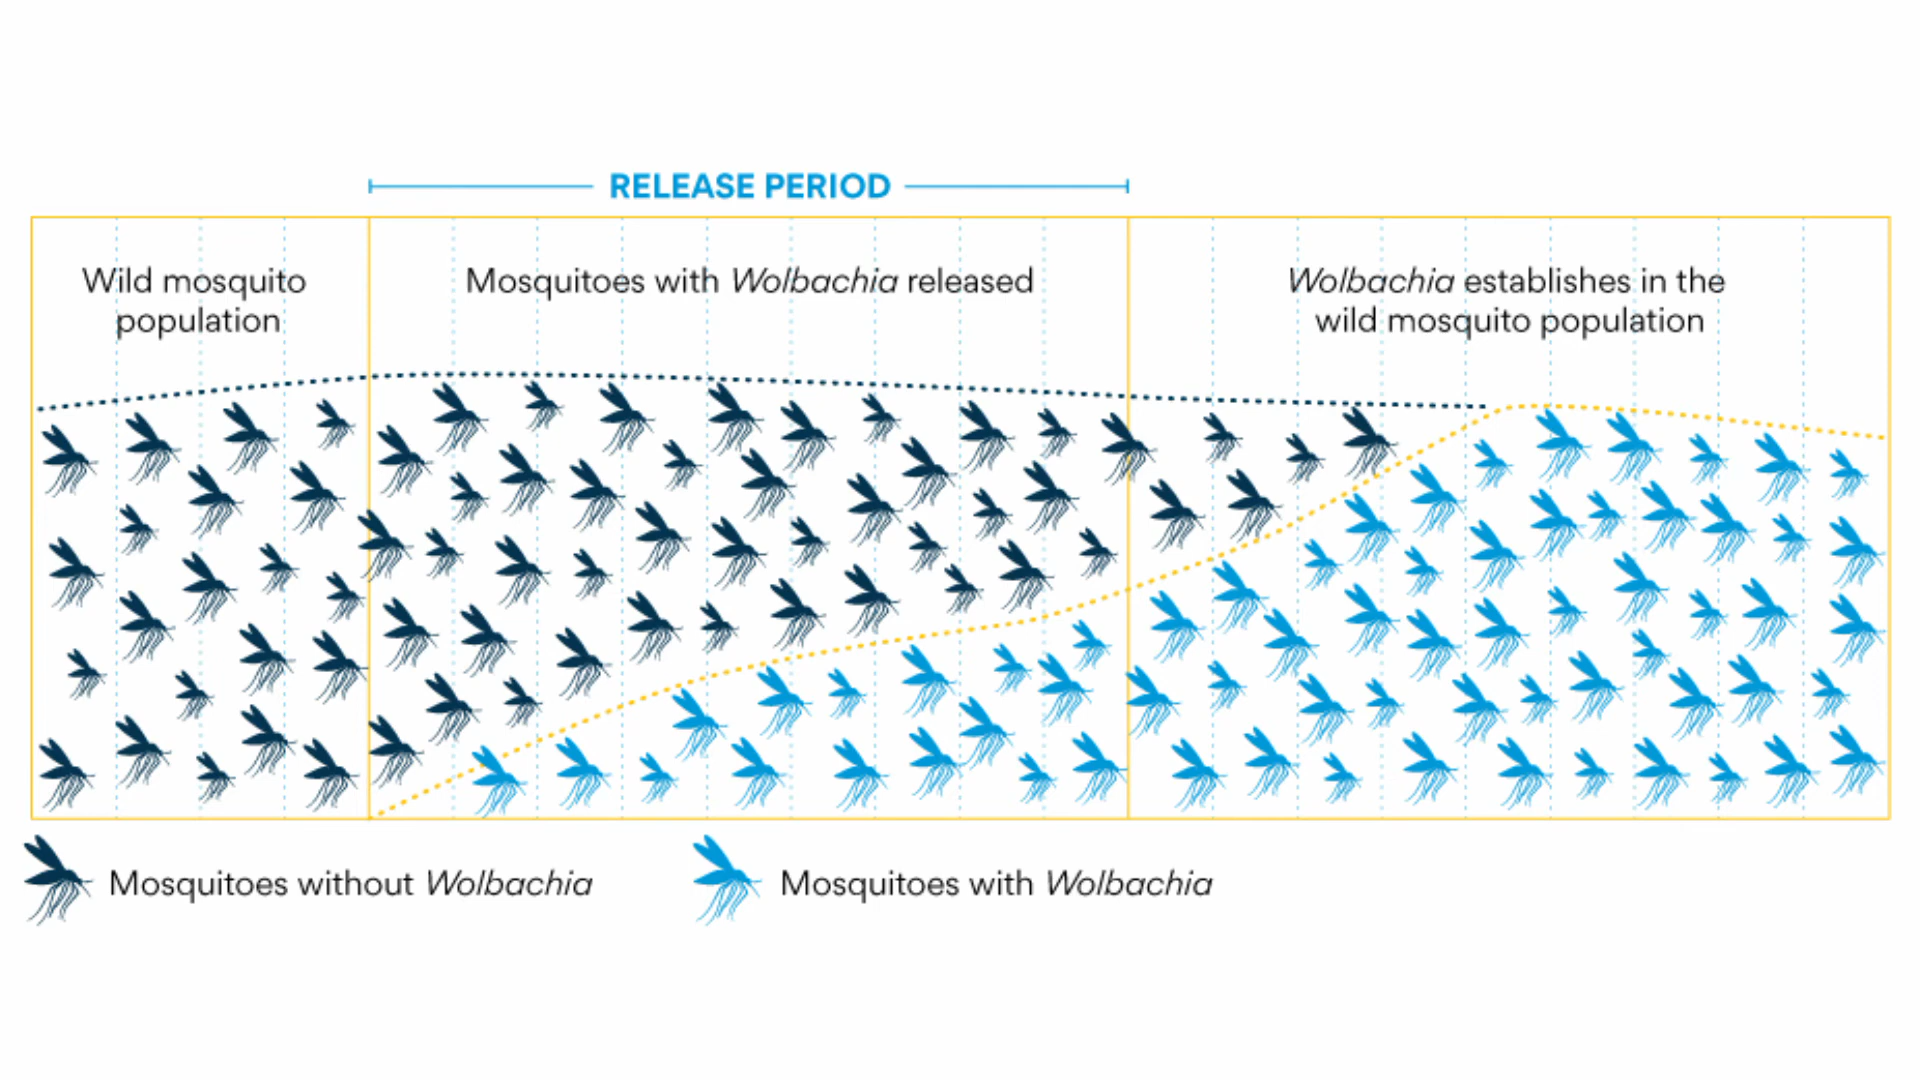 RELEASE PERIOD
Wild mosquito
population
Mosquitoes with Wolbachia released
Wolbachia establishes in the
wild mosquito population
Mosquitoes without Wolbachia
Mosquitoes with Wolbachia